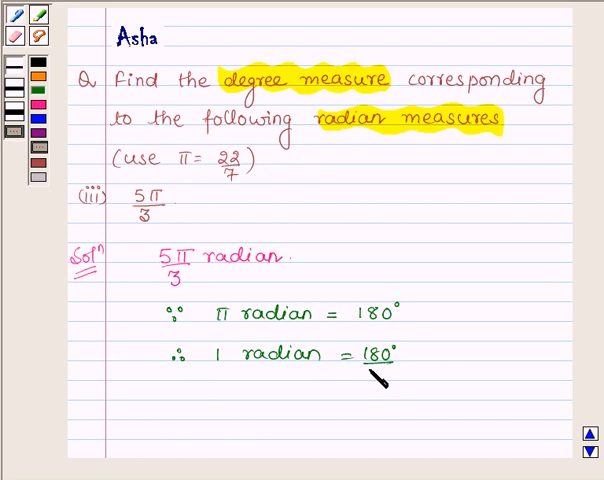 Asha
Q Find the degree measure corresponding
to the following radian measures
(use π = 22/7)
(iii) 5π/3.
Solⁿ 5π/3 radian.
∵ π radian = 180°
∴ 1 radian = 180°